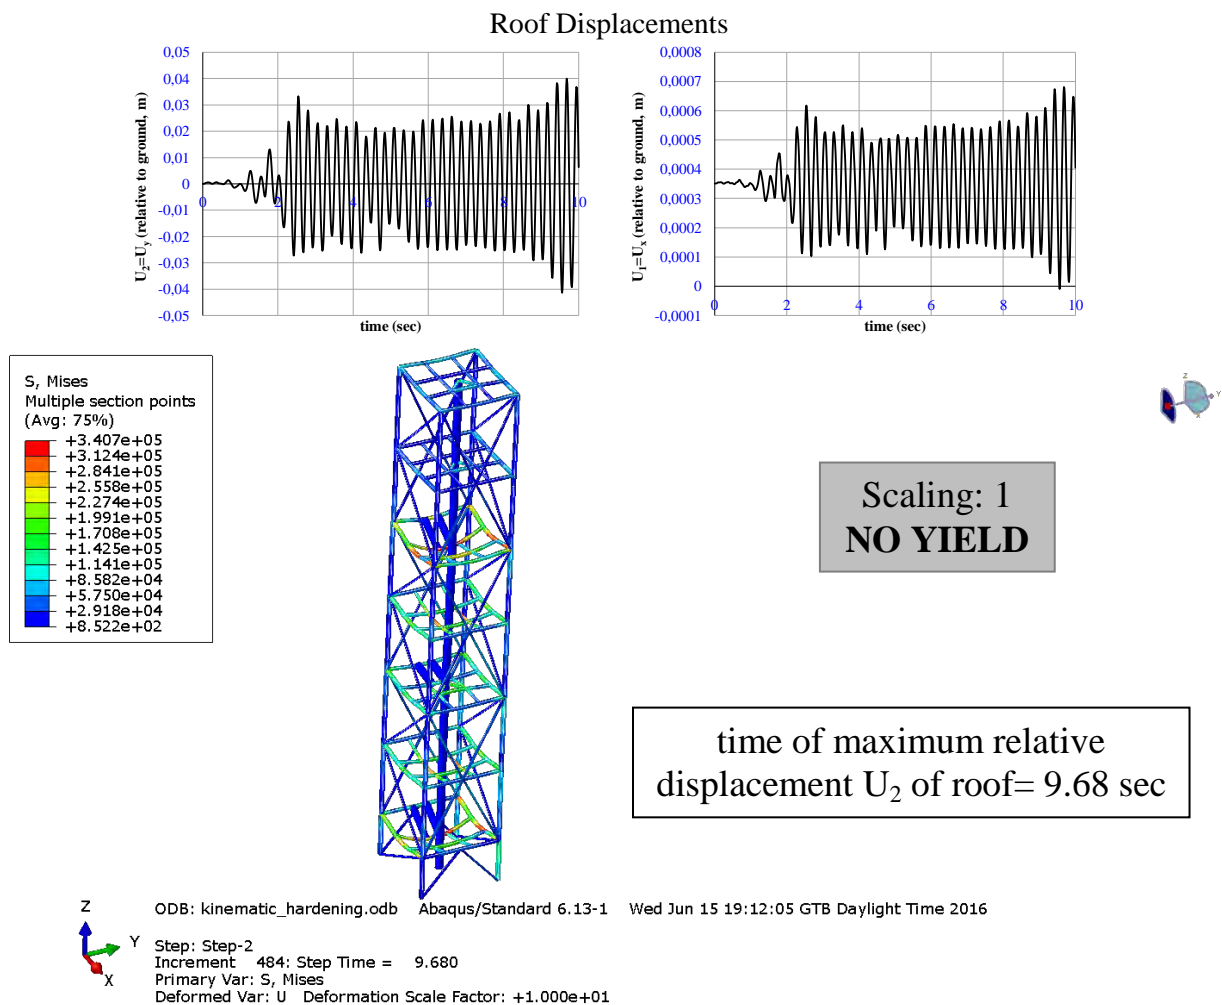 Roof Displacements
0,05
0,04
0,03
0,02
0,01
0
-0,01
-0,02
-0,03
-0,04
-0,05
0 2 4 6 8 10
U2=Uy (relative to ground, m)
time (sec)
0,0008
0,0007
0,0006
0,0005
0,0004
0,0003
0,0002
0,0001
0
-0,0001
0 2 4 6 8 10
U1=Ux (relative to ground, m)
time (sec)
S, Mises
Multiple section points
(Avg: 75%)
+3.407e+05
+3.124e+05
+2.841e+05
+2.558e+05
+2.274e+05
+1.991e+05
+1.708e+05
+1.425e+05
+1.141e+05
+8.582e+04
+5.750e+04
+2.918e+04
+8.522e+02
Z
Y
X
Scaling: 1
NO YIELD
time of maximum relative
displacement U2 of roof= 9.68 sec
Z
Y
X
ODB: kinematic_hardening.odb Abaqus/Standard 6.13-1 Wed Jun 15 19:12:05 GTB Daylight Time 2016
Step: Step-2
Increment 484: Step Time = 9.680
Primary Var: S, Mises
Deformed Var: U Deformation Scale Factor: +1.000e+01